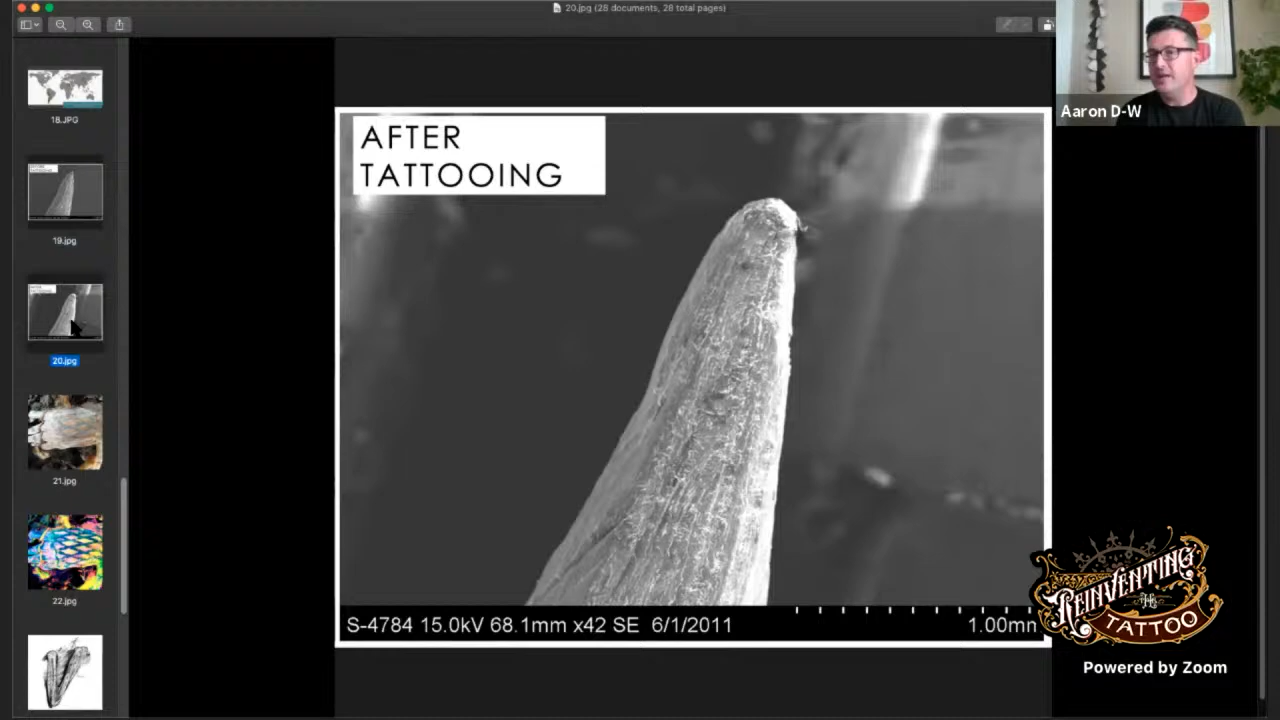 20.jpg (28 documents, 28 total pages)
18.JPG
19.jpg
20.jpg
21.jpg
22.jpg
AFTER
TATTOOING
S-4784 15.0kV 68.1mm x42 SE 6/1/2011
1.00mm
Aaron D-W
REINVENTING
THE
TATTOO
Powered by Zoom